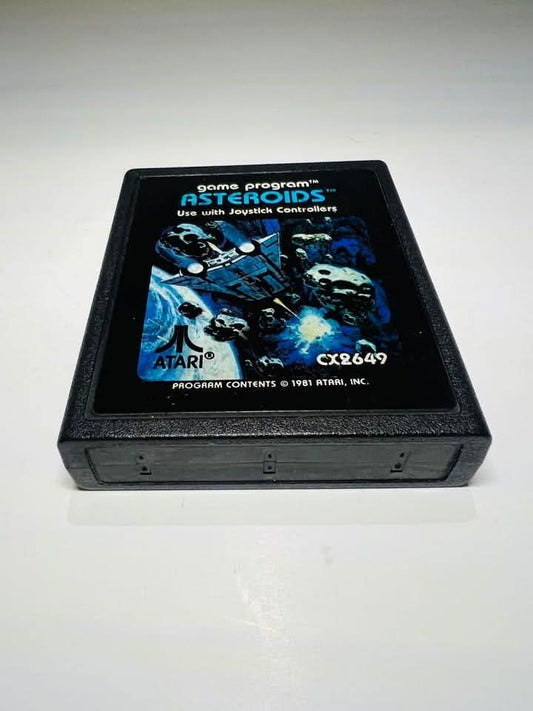 game program™
ASTEROIDS™
Use with Joystick Controllers
ATARI®
CX2649
PROGRAM CONTENTS © 1981 ATARI, INC.